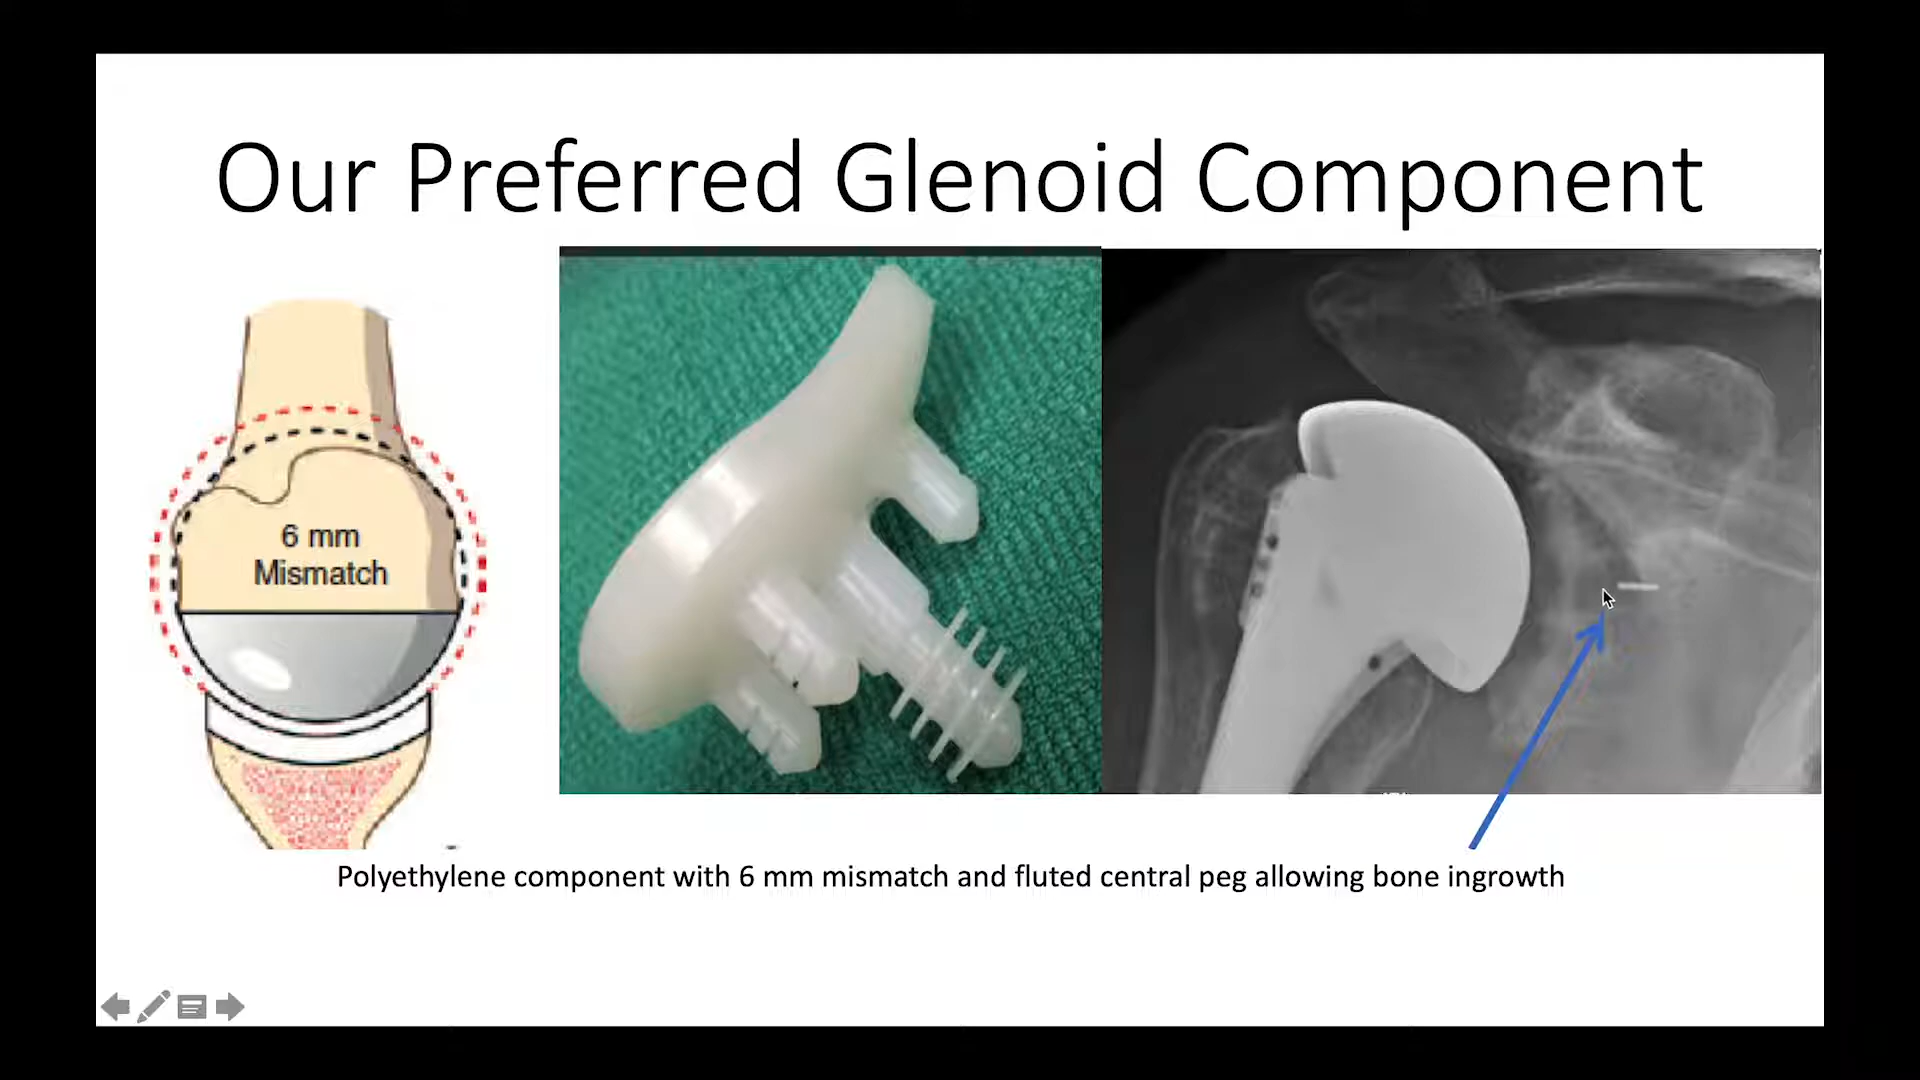 Our Preferred Glenoid Component
6 mm
Mismatch
Polyethylene component with 6 mm mismatch and fluted central peg allowing bone ingrowth